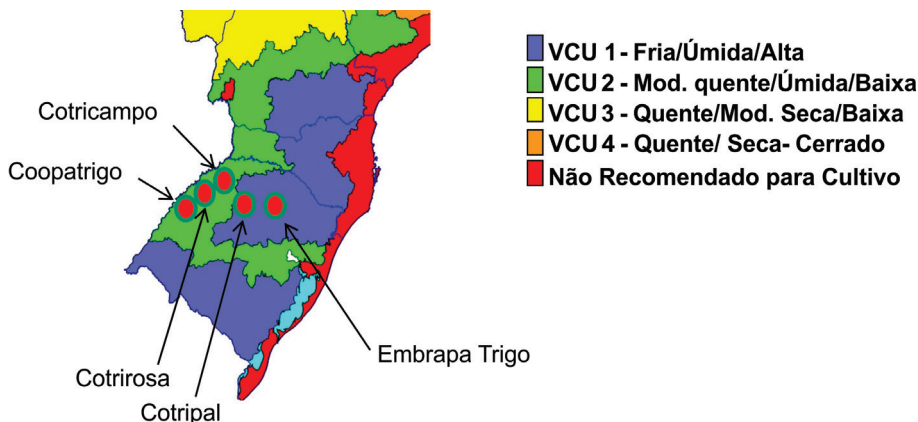 VCU 1 - Fria/Úmida/Alta
VCU 2 - Mod. quente/Úmida/Baixa
VCU 3 - Quente/Mod. Seca/Baixa
VCU 4 - Quente/ Seca- Cerrado
Não Recomendado para Cultivo
Cotricampo
Coopatrigo
Embrapa Trigo
Cotrirosa
Cotripal